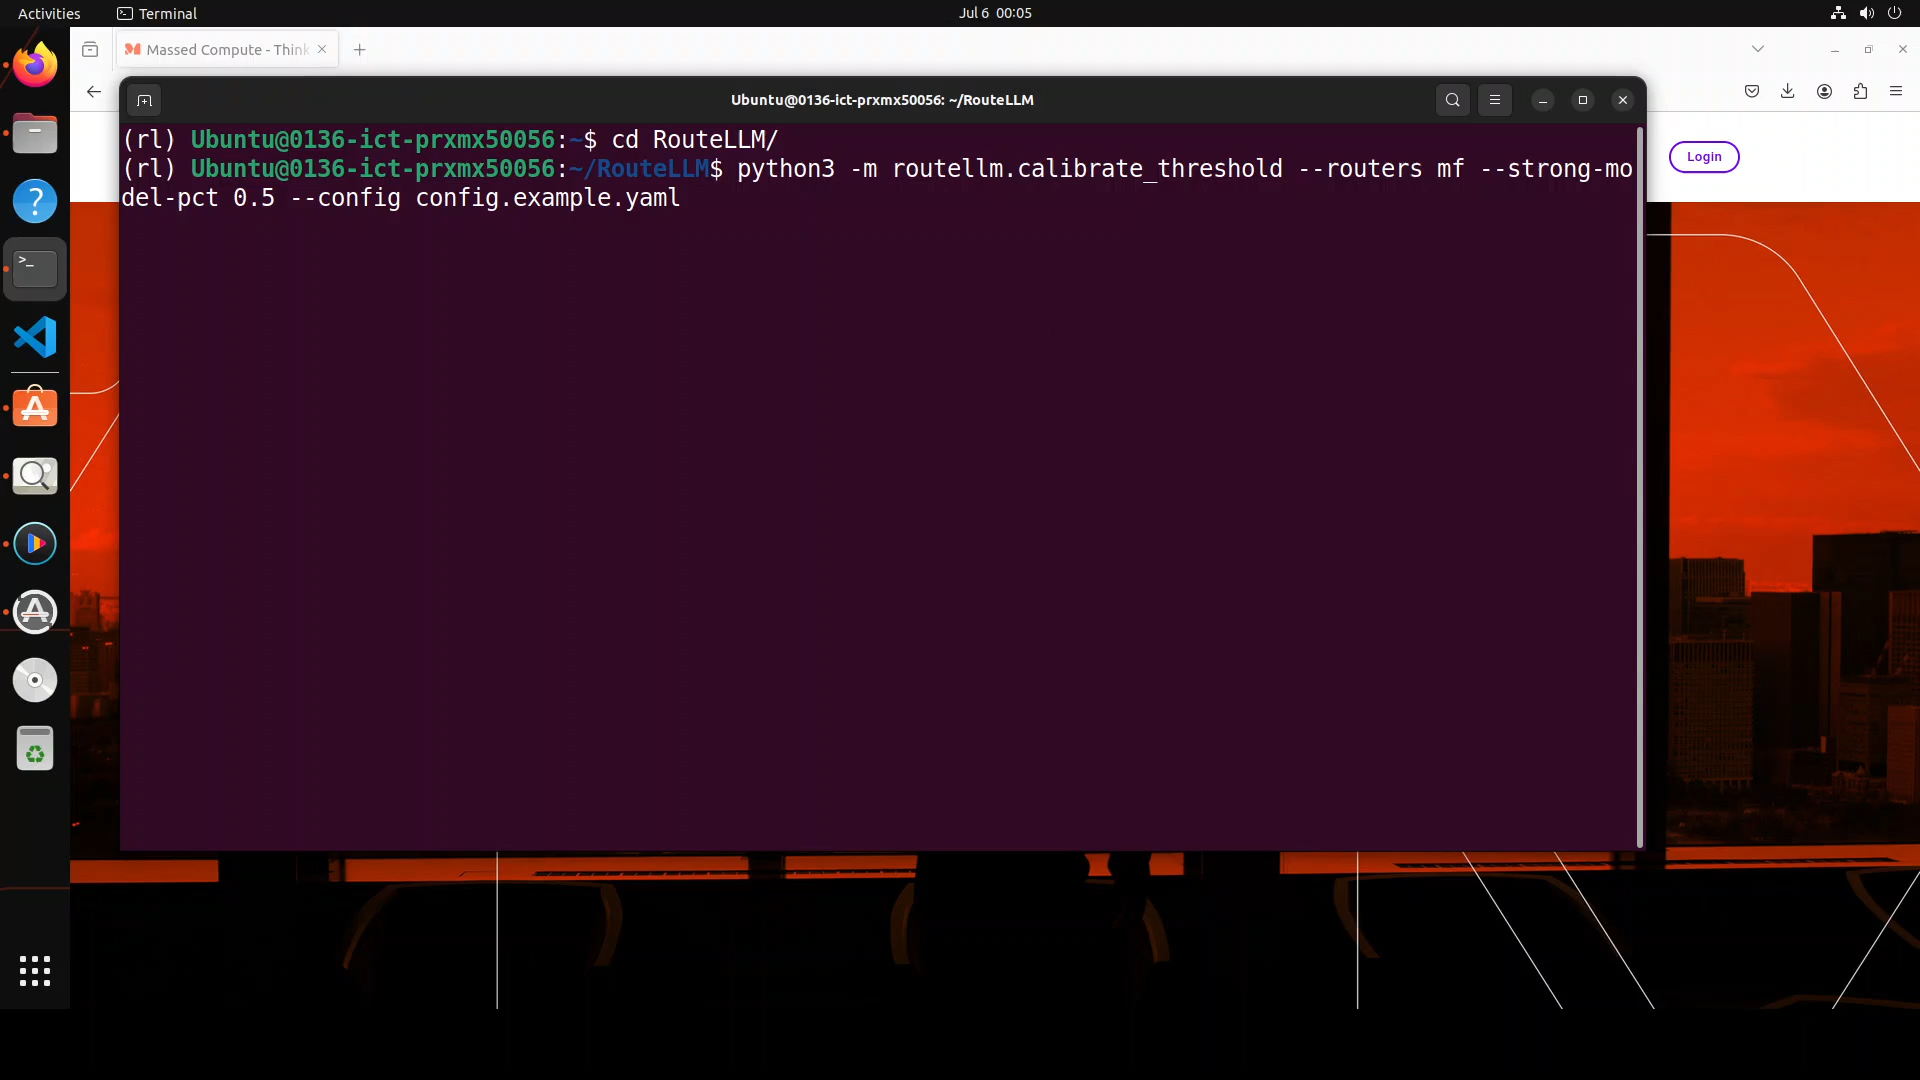 Activities
Terminal
Jul 6 00:05
Massed Compute - Think
Ubuntu@0136-ict-prxmx50056: ~/RouteLLM
(rl) Ubuntu@0136-ict-prxmx50056:~$ cd RouteLLM/
(rl) Ubuntu@0136-ict-prxmx50056:~/RouteLLM$ python3 -m routellm.calibrate_threshold --routers mf --strong-mo
del-pct 0.5 --config config.example.yaml
Login